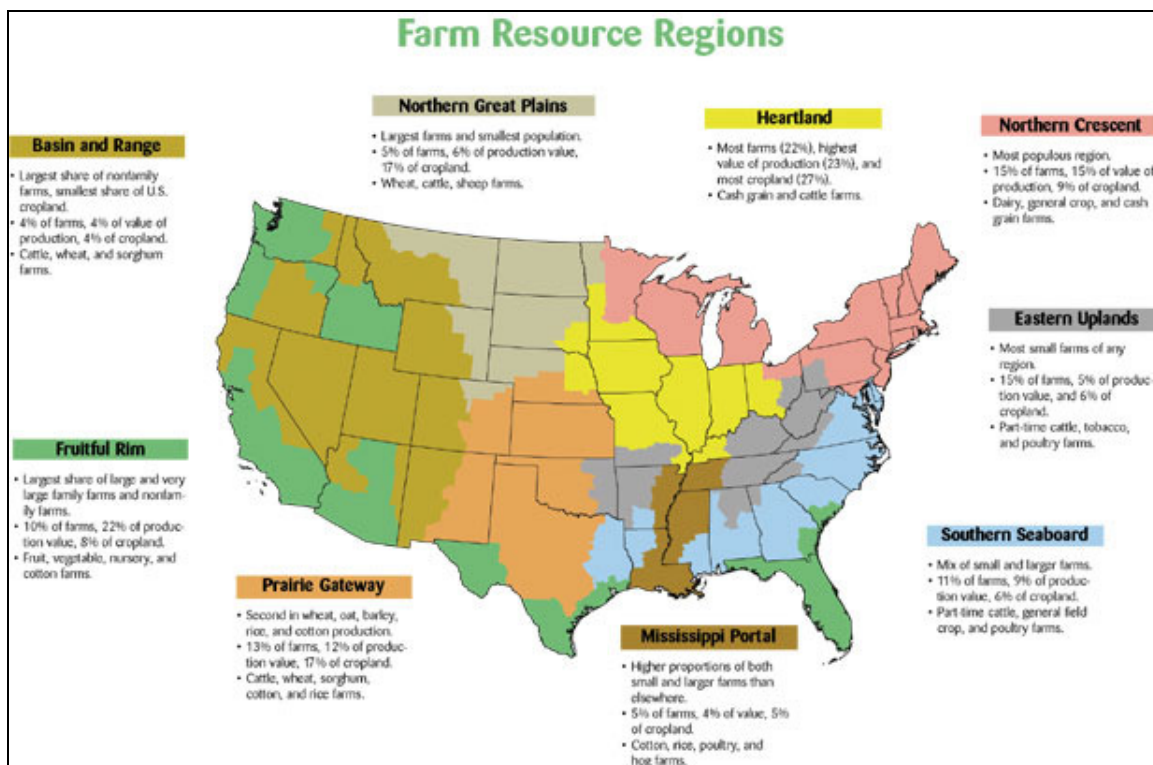 Farm Resource Regions
Northern Great Plains
• Largest farms and smallest population.
• 5% of farms, 6% of production value,
17% of cropland.
• Wheat, cattle, sheep farms.
Heartland
• Most farms (22%), highest
value of production (23%), and
most cropland (27%).
• Cash grain and cattle farms.
Northern Crescent
• Most populous region.
• 15% of farms, 15% of value of
production, 9% of cropland.
• Dairy, general crop, and cash
grain farms.
Basin and Range
• Largest share of nonfamily
farms, smallest share of U.S.
cropland.
• 4% of farms, 4% of value of
production, 4% of cropland.
• Cattle, wheat, and sorghum
farms.
Eastern Uplands
• Most small farms of any
region.
• 15% of farms, 5% of produc-
tion value, and 6% of
cropland.
• Part-time cattle, tobacco,
and poultry farms.
Fruitful Rim
• Largest share of large and very
large family farms and nonfam-
ily farms.
• 10% of farms, 22% of produc-
tion value, 8% of cropland.
• Fruit, vegetable, nursery, and
cotton farms.
Southern Seaboard
• Mix of small and larger farms.
• 11% of farms, 9% of produc-
tion value, 6% of cropland.
• Part-time cattle, general field
crop, and poultry farms.
Prairie Gateway
• Second in wheat, oat, barley,
rice, and cotton production.
• 13% of farms, 12% of produc-
tion value, 17% of cropland.
• Cattle, wheat, sorghum,
cotton, and rice farms.
Mississippi Portal
• Higher proportions of both
small and larger farms than
elsewhere.
• 5% of farms, 4% of value, 5%
of cropland.
• Cotton, rice, poultry, and
hog farms.